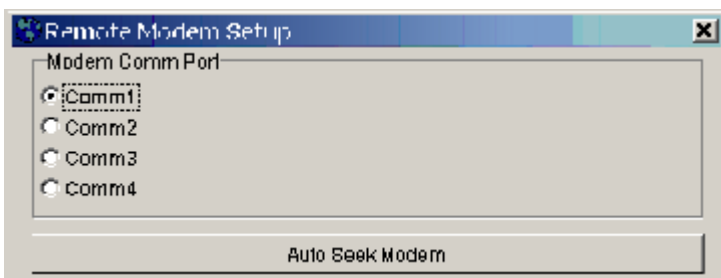 Remote Modem Setup
Modem Comm Port
Comm1
Comm2
Comm3
Comm4
Auto Seek Modem